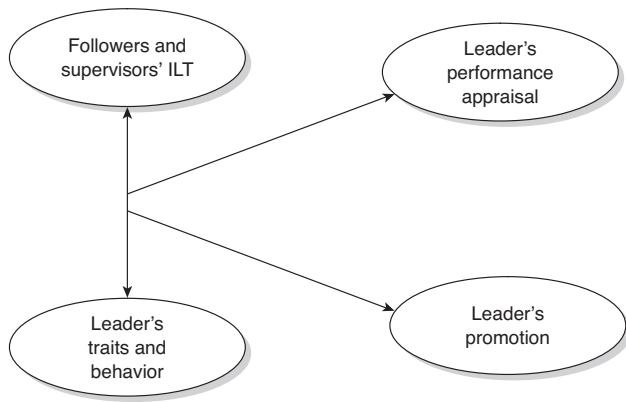 Followers and
supervisors' ILT
Leader's
performance
appraisal
Leader's
traits and
behavior
Leader's
promotion